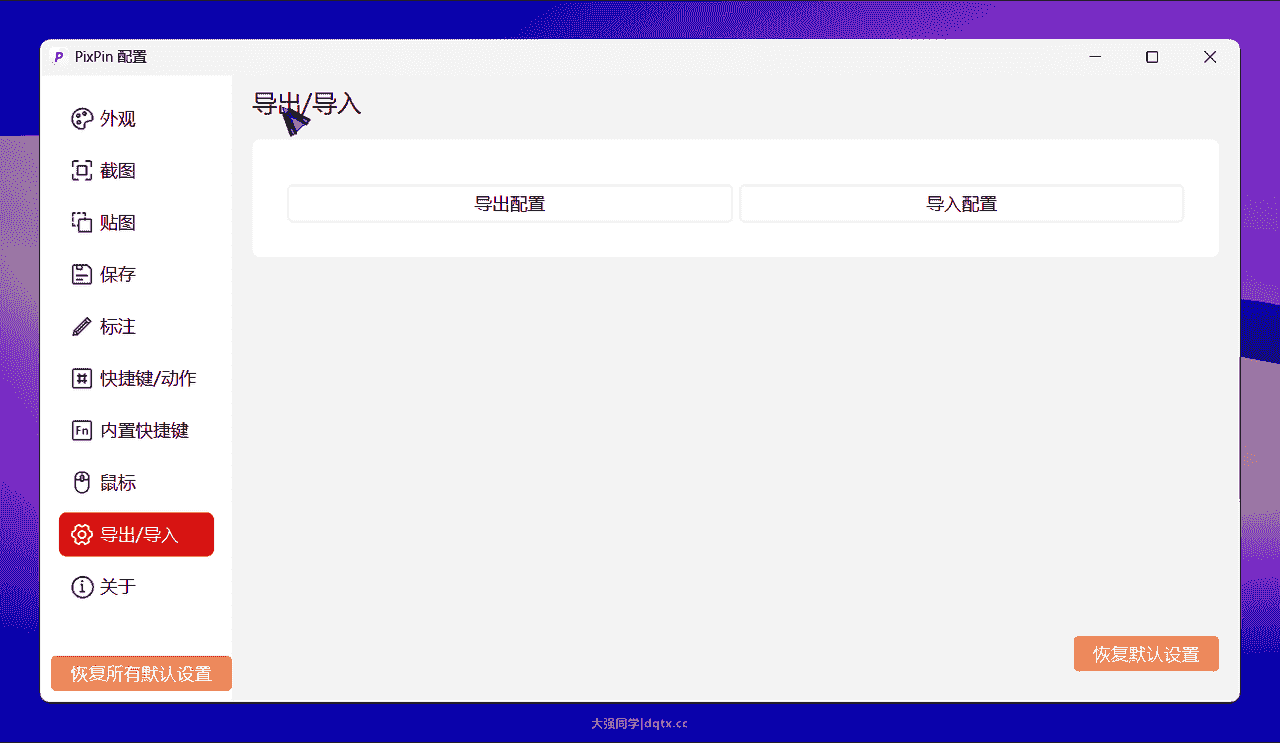 PixPin 配置
外观
截图
贴图
保存
标注
快捷键/动作
Fn 内置快捷键
鼠标
导出/导入
关于
恢复所有默认设置
导出/导入
导出配置
导入配置
恢复默认设置
大强同学|dqtx.cc